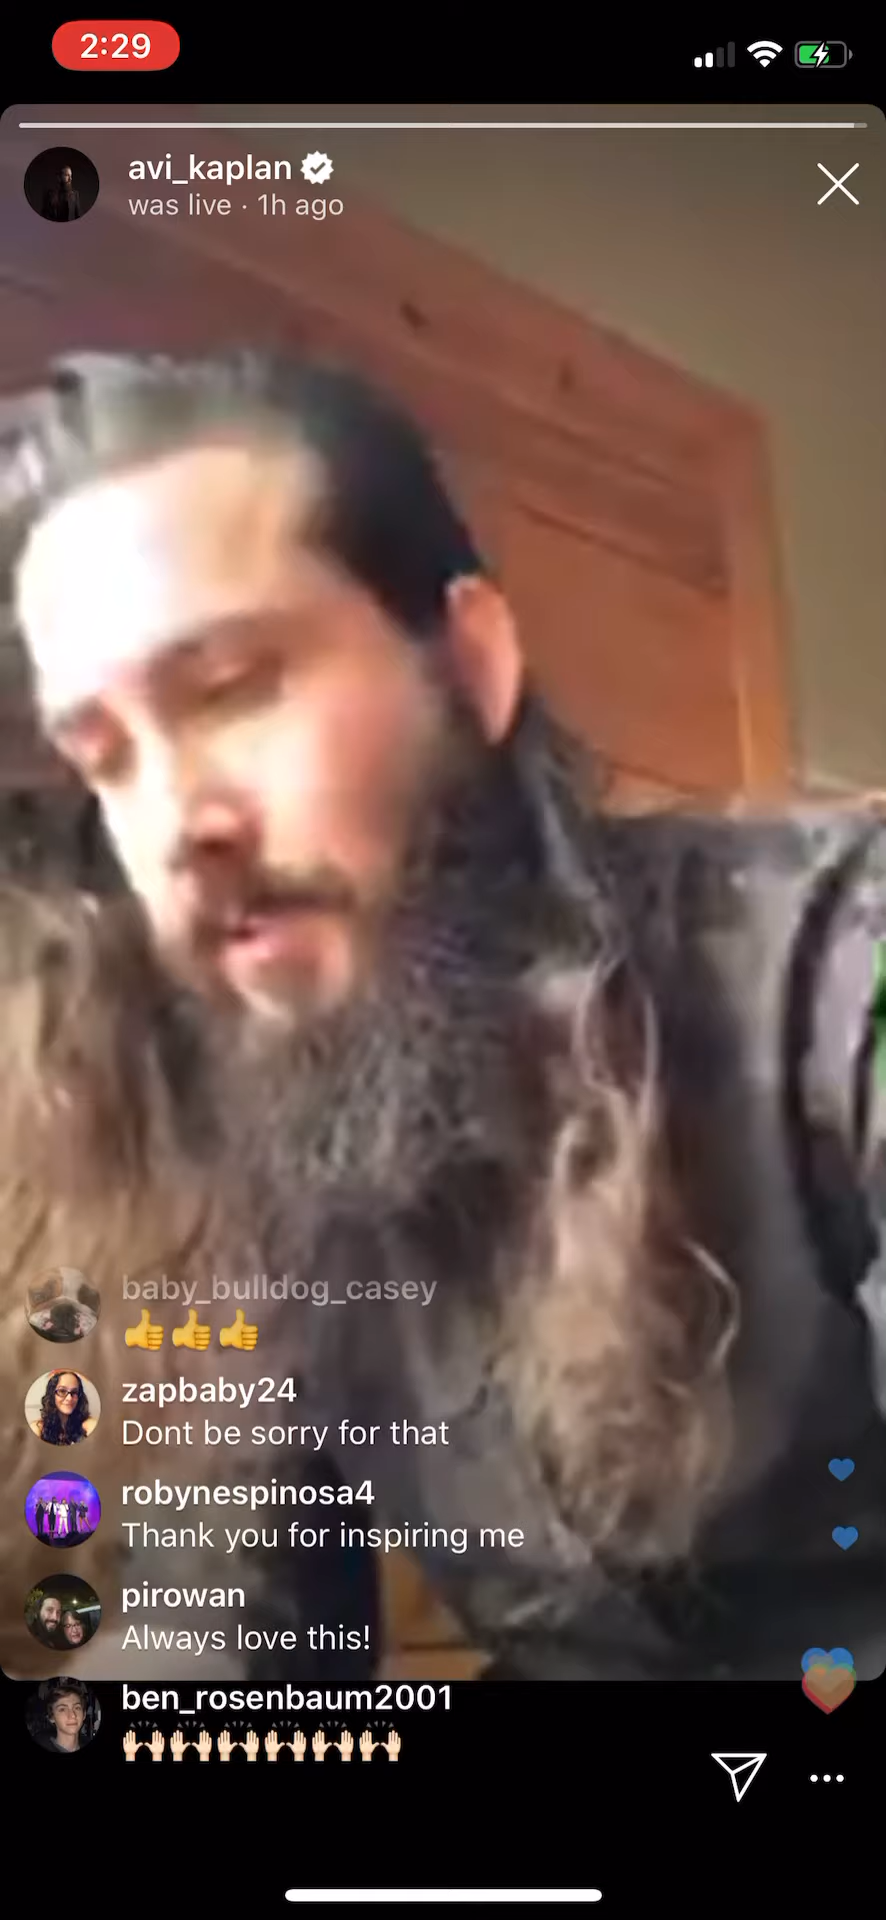 2:29
avi_kaplan
was live · 1h ago
baby_bulldog_casey
👍👍👍
zapbaby24
Dont be sorry for that
robynespinosa4
Thank you for inspiring me
pirowan
Always love this!
ben_rosenbaum2001
🙌🏻🙌🏻🙌🏻🙌🏻🙌🏻🙌🏻